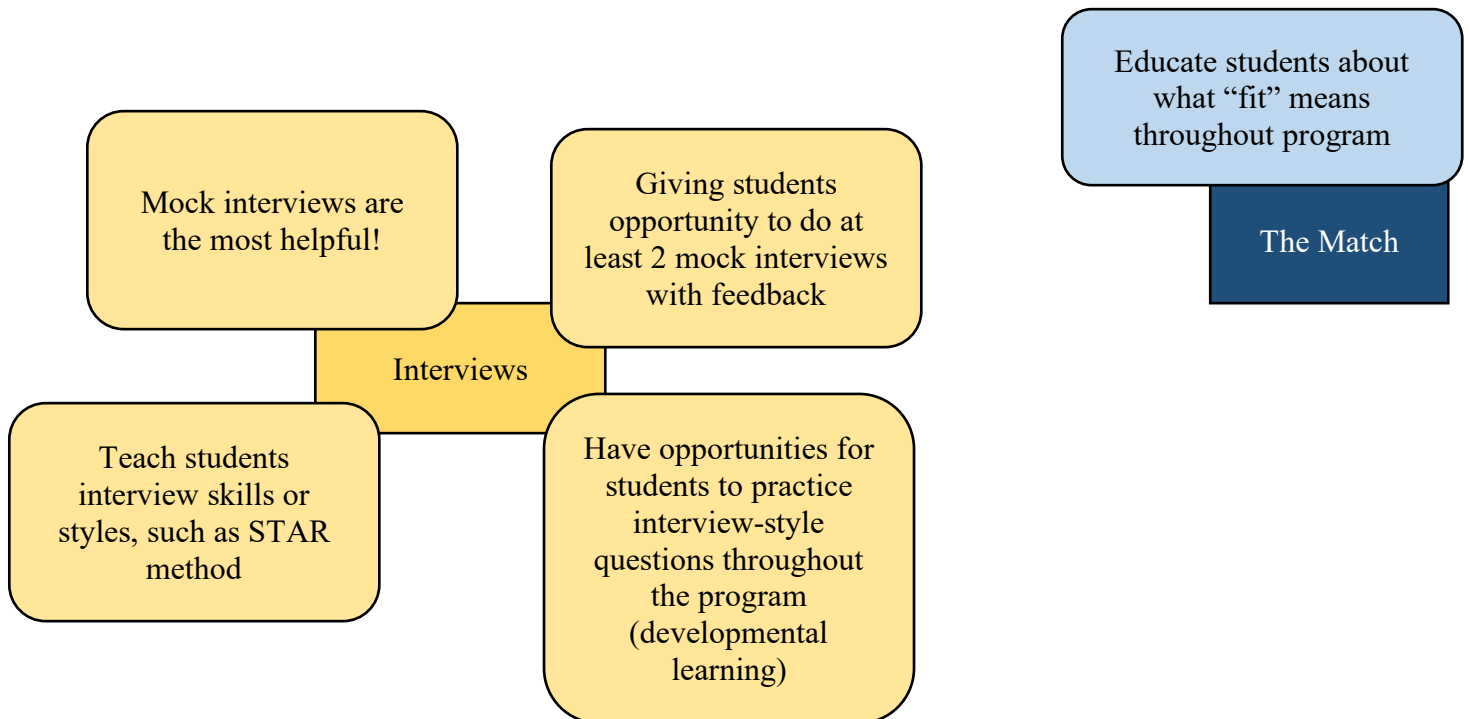 Educate students about
what “fit” means
throughout program
The Match
Mock interviews are
the most helpful!
Giving students
opportunity to do at
least 2 mock interviews
with feedback
Interviews
Teach students
interview skills or
styles, such as STAR
method
Have opportunities for
students to practice
interview-style
questions throughout
the program
(developmental
learning)